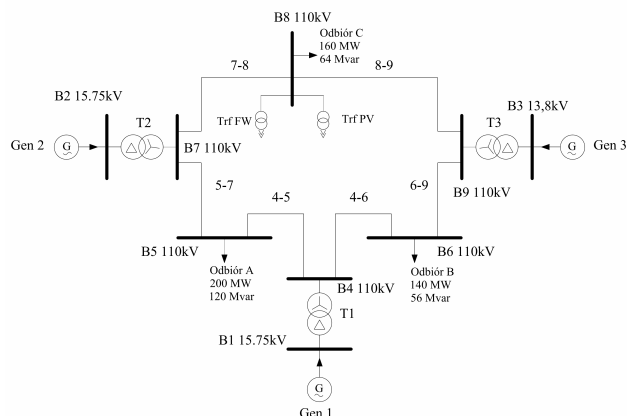 B8 110kV
Odbiór C
160 MW
64 Mvar
7-8
8-9
B2 15.75kV
T2
Trf FW
Trf PV
T3
B3 13,8kV
Gen 2
G
B7 110kV
G
Gen 3
B9 110kV
5-7
4-5
4-6
6-9
B5 110kV
B6 110kV
Odbiór A
200 MW
120 Mvar
B4 110kV
Odbiór B
140 MW
56 Mvar
T1
B1 15.75kV
G
Gen 1